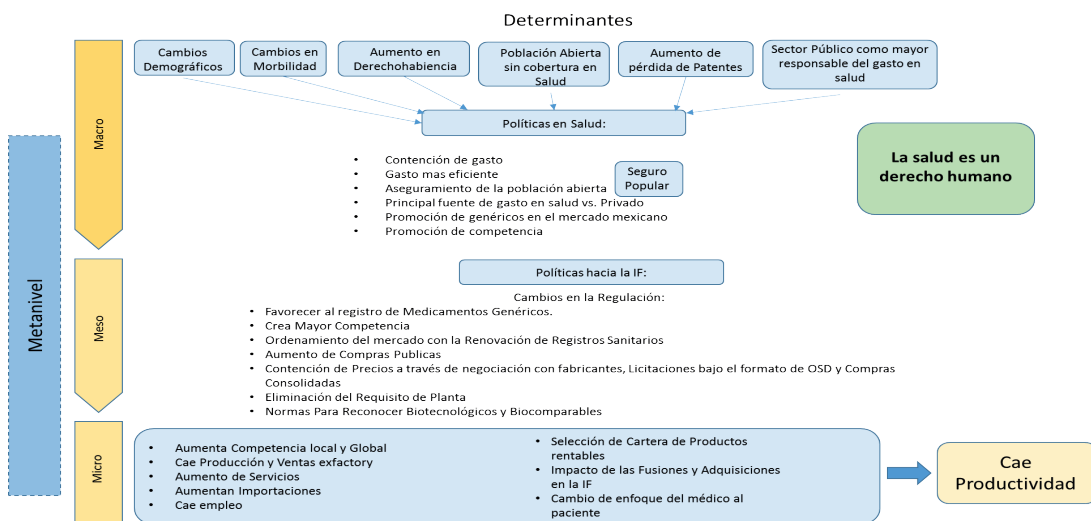 Determinantes
Cambios
Demográficos
Cambios en
Morbilidad
Aumento en
Derechohabiencia
Población Abierta
sin cobertura en
Salud
Aumento de
pérdida de Patentes
Sector Público como mayor
responsable del gasto en
salud
Políticas en Salud:
• Contención de gasto
• Gasto mas eficiente
• Aseguramiento de la población abierta
• Principal fuente de gasto en salud vs. Privado
• Promoción de genéricos en el mercado mexicano
• Promoción de competencia
Seguro
Popular
La salud es un
derecho humano
Metanivel
Macro
Meso
Micro
Políticas hacia la IF:
Cambios en la Regulación:
• Favorecer al registro de Medicamentos Genéricos.
• Crea Mayor Competencia
• Ordenamiento del mercado con la Renovación de Registros Sanitarios
• Aumento de Compras Publicas
• Contención de Precios a través de negociación con fabricantes, Licitaciones bajo el formato de OSD y Compras
Consolidadas
• Eliminación del Requisito de Planta
• Normas Para Reconocer Biotecnológicos y Biocomparables
• Aumenta Competencia local y Global
• Cae Producción y Ventas exfactory
• Aumento de Servicios
• Aumentan Importaciones
• Cae empleo
• Selección de Cartera de Productos
rentables
• Impacto de las Fusiones y Adquisiciones
en la IF
• Cambio de enfoque del médico al
paciente
Cae
Productividad